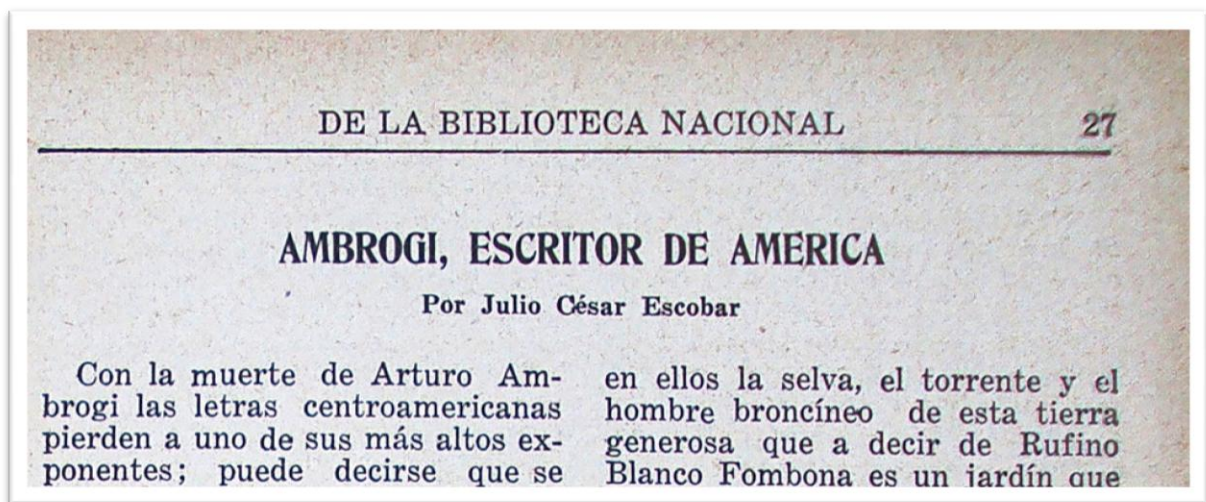 DE LA BIBLIOTECA NACIONAL 27
AMBROGI, ESCRITOR DE AMERICA
Por Julio César Escobar
Con la muerte de Arturo Am-
brogi las letras centroamericanas
pierden a uno de sus más altos ex-
ponentes; puede decirse que se
en ellos la selva, el torrente y el
hombre broncíneo de esta tierra
generosa que a decir de Rufino
Blanco Fombona es un jardín que